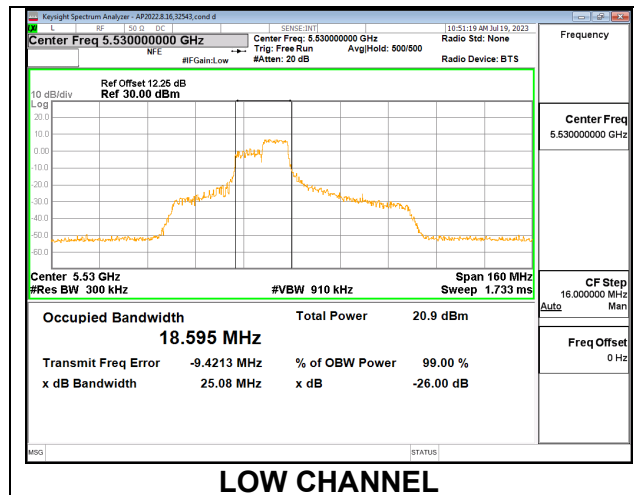 Keysight Spectrum Analyzer - AP2022.8.16,32543,cond d
LXI L RF 50 Ω DC SENSE:INT 10:51:19 AM Jul 19, 2023
Center Freq 5.530000000 GHz Center Freq: 5.530000000 GHz Radio Std: None
NFE Trig: Free Run Avg|Hold: 500/500
#IFGain:Low #Atten: 20 dB Radio Device: BTS
Frequency
Ref Offset 12.25 dB
10 dB/div Ref 30.00 dBm
Log
20.0
10.0
0.00
-10.0
-20.0
-30.0
-40.0
-50.0
-60.0
Center 5.53 GHz Span 160 MHz
#Res BW 300 kHz #VBW 910 kHz Sweep 1.733 ms
Occupied Bandwidth Total Power 20.9 dBm
18.595 MHz
Transmit Freq Error -9.4213 MHz % of OBW Power 99.00 %
x dB Bandwidth 25.08 MHz x dB -26.00 dB
Center Freq
5.530000000 GHz
CF Step
16.000000 MHz
Auto Man
Freq Offset
0 Hz
MSG STATUS
LOW CHANNEL